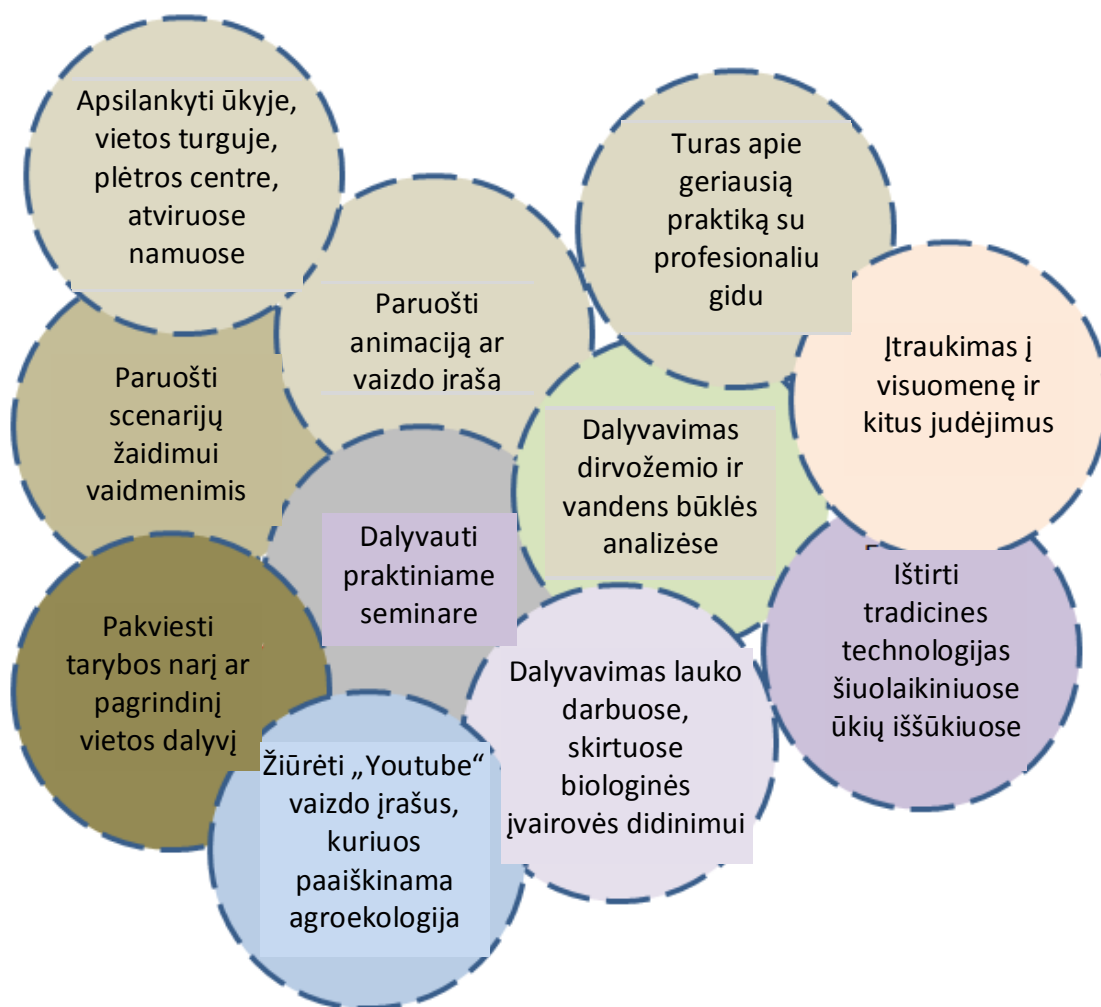 Apsilankyti ūkyje,
vietos turguje,
plėtros centre,
atviruose
namuose
Turas apie
geriausią
praktiką su
profesionaliu
gidu
Paruošti
animaciją ar
vaizdo įrašą
Įtraukimas į
visuomenę ir
kitus judėjimus
Paruošti
scenarijų
žaidimui
vaidmenimis
Dalyvavimas
dirvožemio ir
vandens būklės
analizėse
Dalyvauti
praktiniame
seminare
Ištirti
tradicines
technologijas
šiuolaikiniuose
ūkių iššūkiuose
Pakviesti
tarybos narį ar
pagrindinį
vietos dalyvį
Dalyvavimas lauko
darbuose,
skirtuose
biologinės
įvairovės didinimui
Žiūrėti „Youtube“
vaizdo įrašus,
kuriuos
paaiškinama
agroekologija